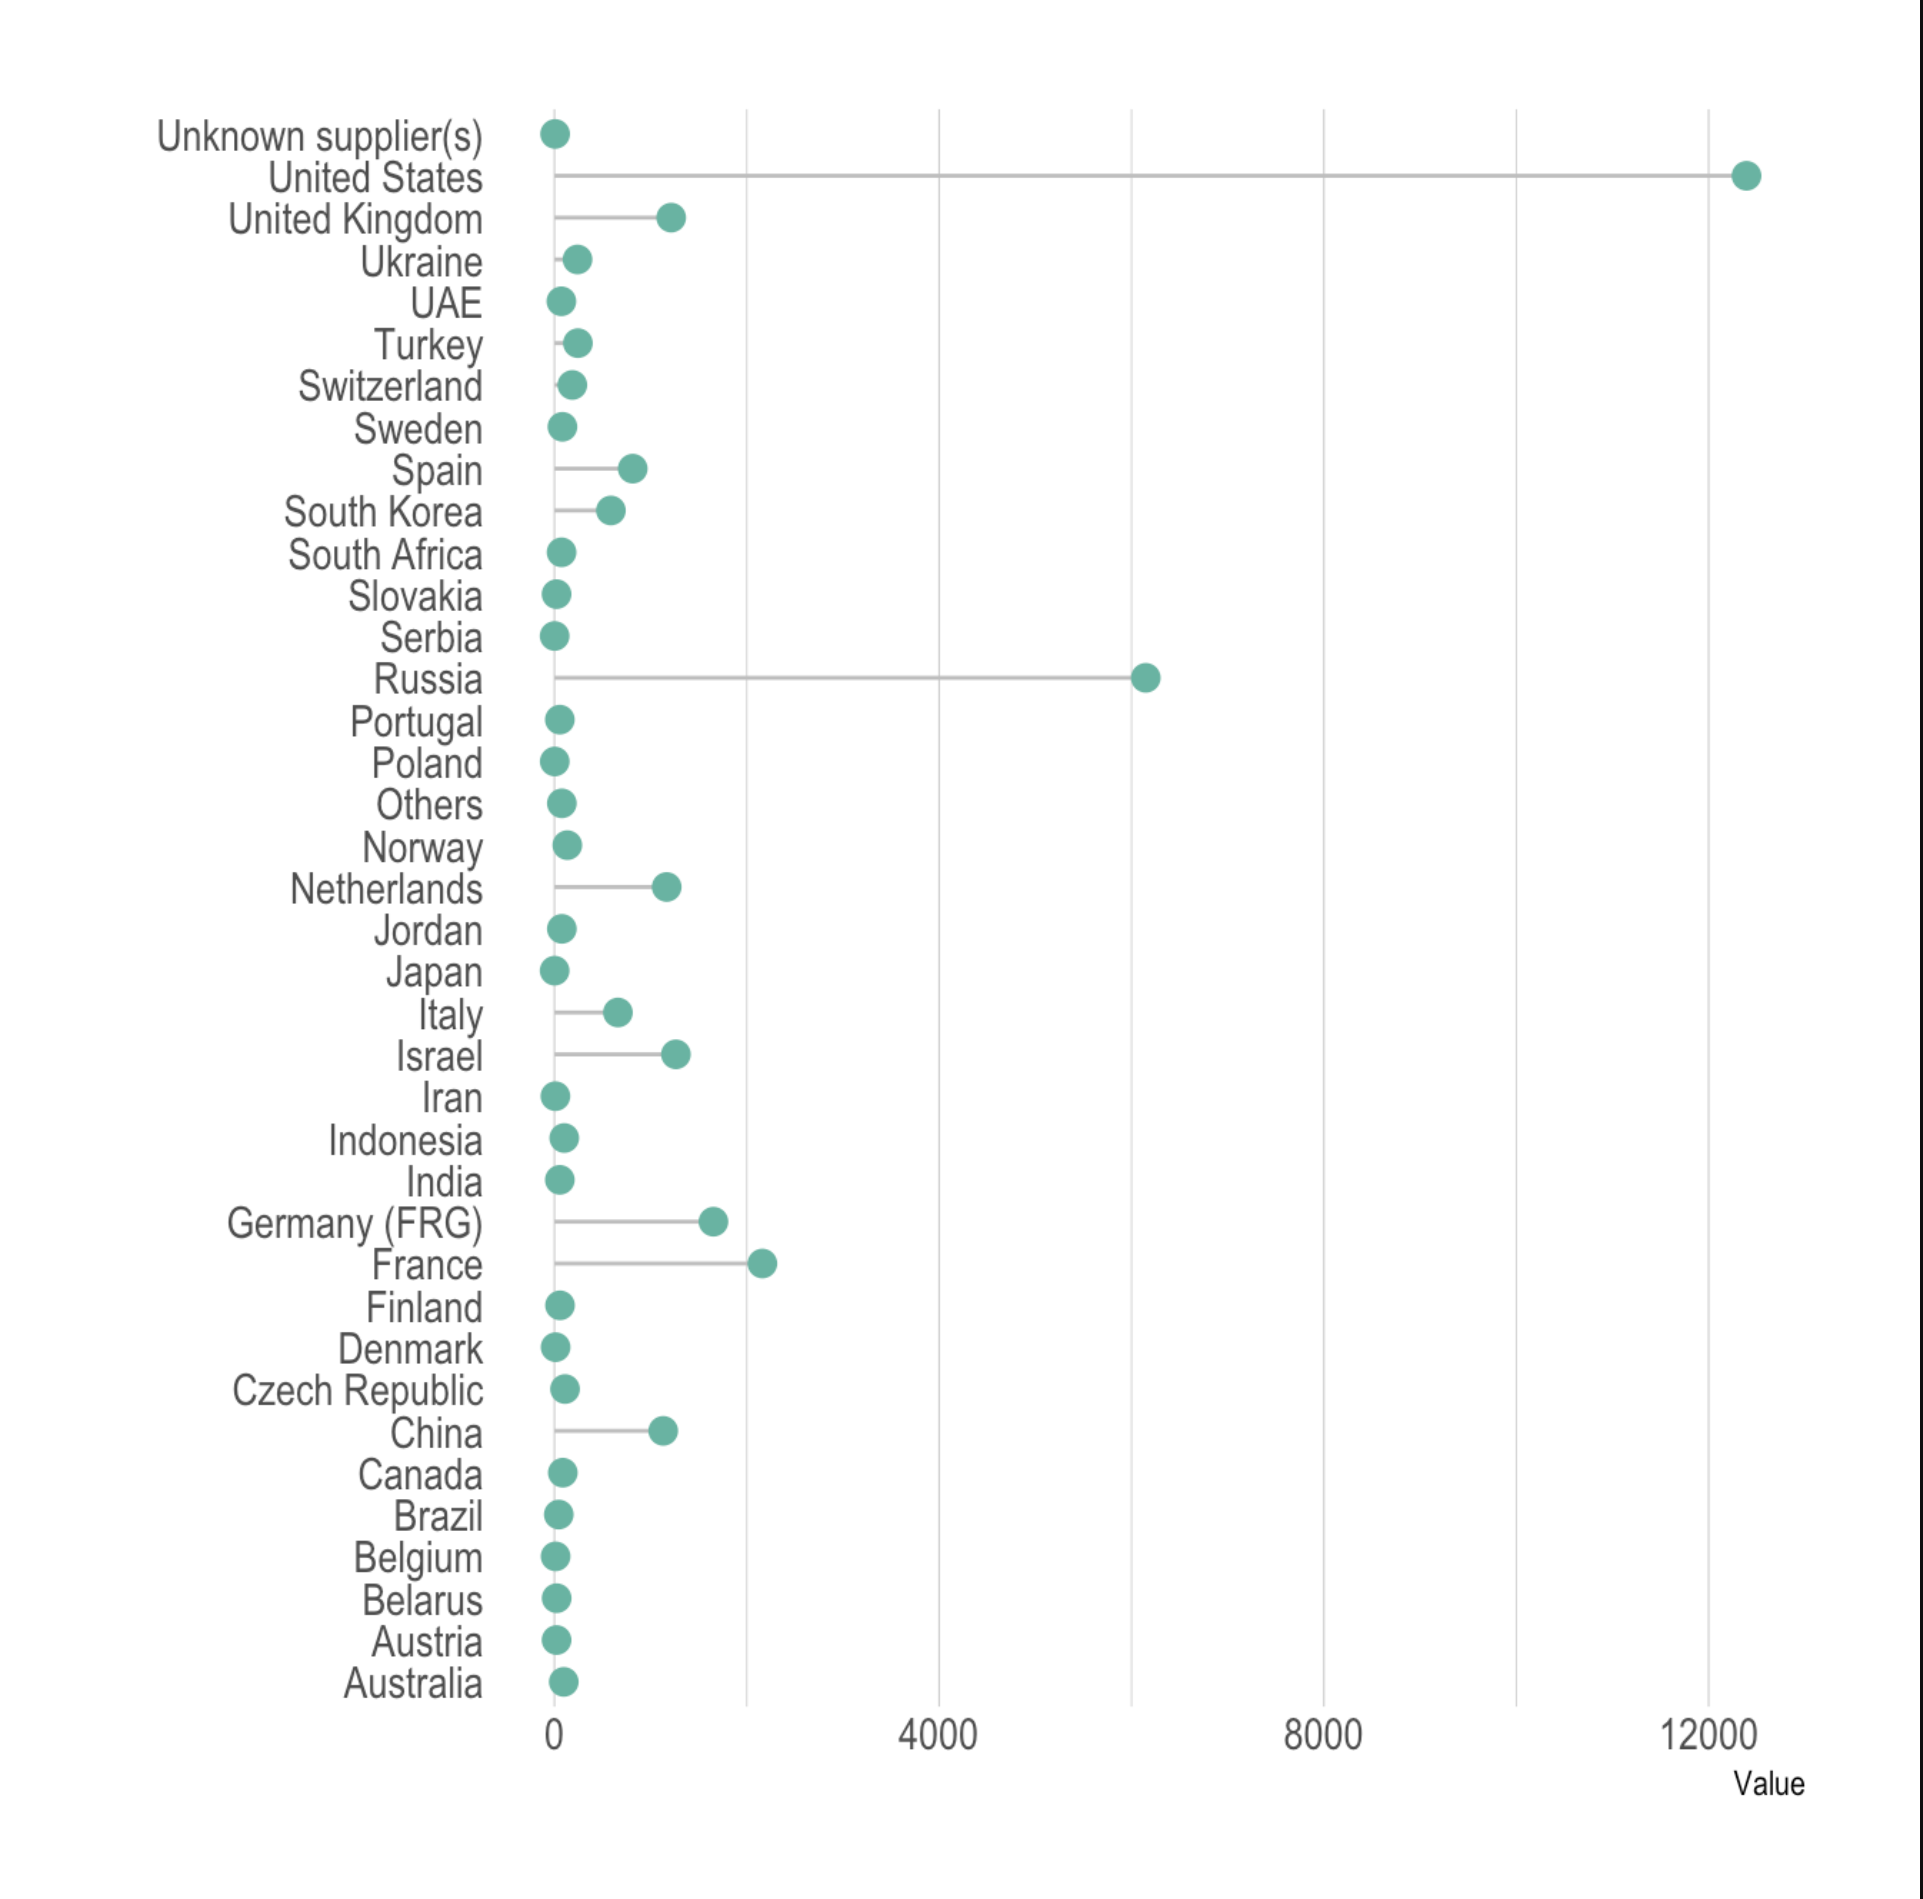 Unknown supplier(s)
United States
United Kingdom
Ukraine
UAE
Turkey
Switzerland
Sweden
Spain
South Korea
South Africa
Slovakia
Serbia
Russia
Portugal
Poland
Others
Norway
Netherlands
Jordan
Japan
Italy
Israel
Iran
Indonesia
India
Germany (FRG)
France
Finland
Denmark
Czech Republic
China
Canada
Brazil
Belgium
Belarus
Austria
Australia
0 4000 8000 12000
Value